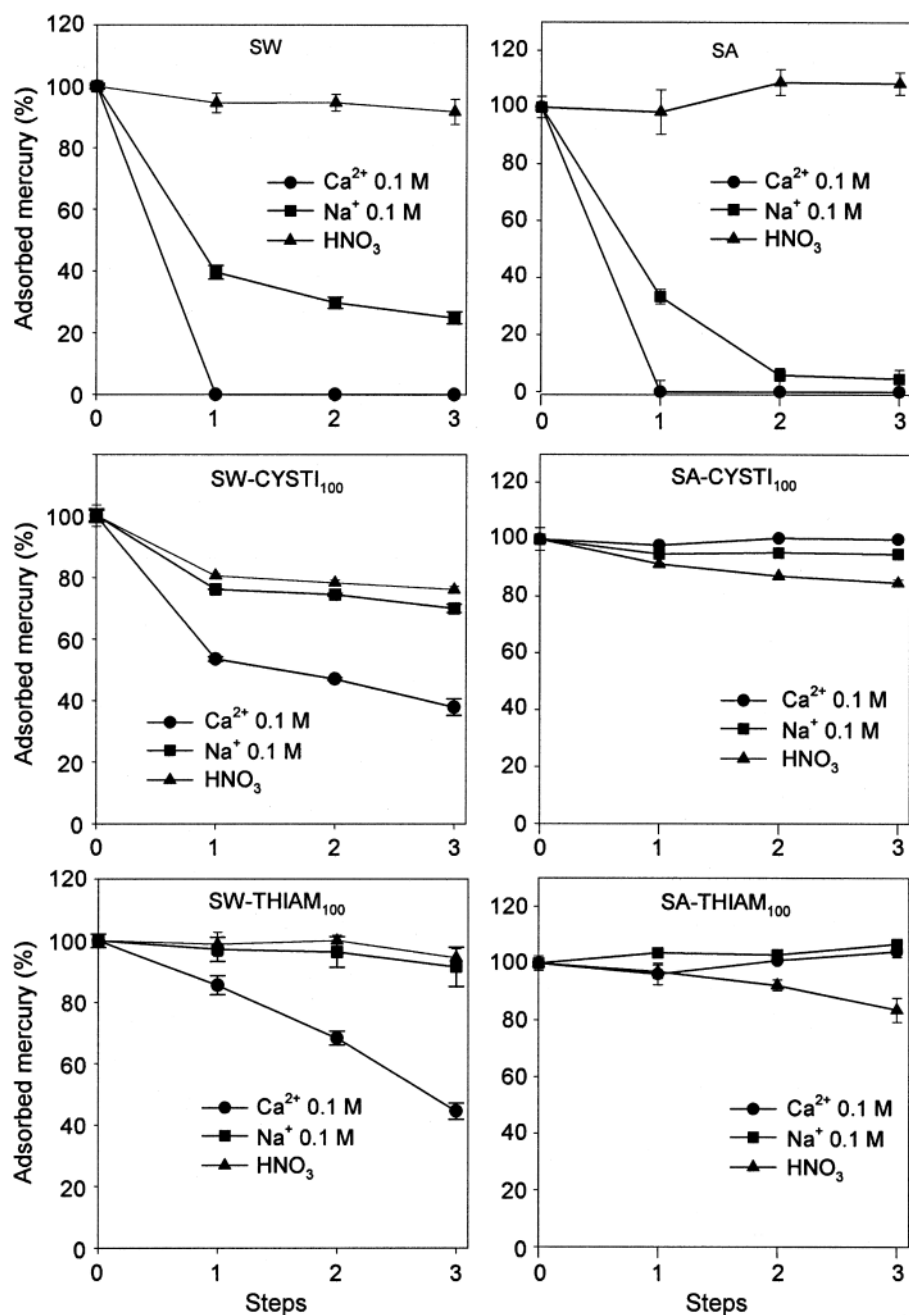 SW
Adsorbed mercury (%)
120
100
80
60
40
20
0
Ca²⁺ 0.1 M
Na⁺ 0.1 M
HNO₃
0 1 2 3
SA
120
100
80
60
40
20
0
Ca²⁺ 0.1 M
Na⁺ 0.1 M
HNO₃
0 1 2 3
SW-CYSTI₁₀₀
Adsorbed mercury (%)
100
80
60
40
20
0
Ca²⁺ 0.1 M
Na⁺ 0.1 M
HNO₃
0 1 2 3
SA-CYSTI₁₀₀
120
100
80
60
40
20
0
Ca²⁺ 0.1 M
Na⁺ 0.1 M
HNO₃
0 1 2 3
SW-THIAM₁₀₀
Adsorbed mercury (%)
120
100
80
60
40
20
0
Ca²⁺ 0.1 M
Na⁺ 0.1 M
HNO₃
0 1 2 3
Steps
SA-THIAM₁₀₀
120
100
80
60
40
20
0
Ca²⁺ 0.1 M
Na⁺ 0.1 M
HNO₃
0 1 2 3
Steps